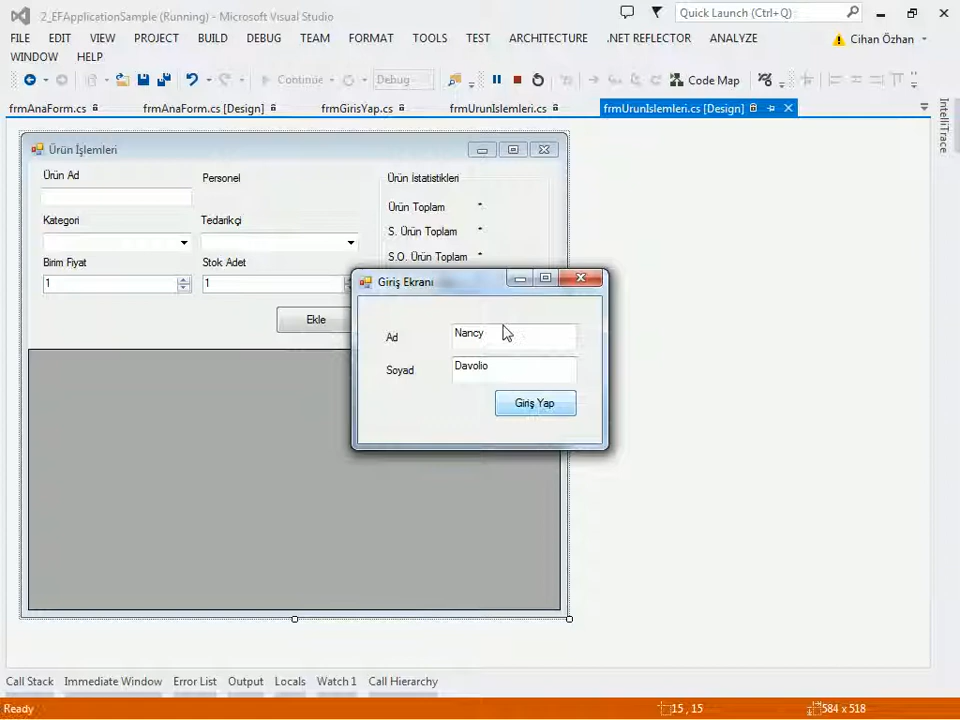 2_EFApplicationSample (Running) - Microsoft Visual Studio
Quick Launch (Ctrl+Q)
FILE EDIT VIEW PROJECT BUILD DEBUG TEAM FORMAT TOOLS TEST ARCHITECTURE .NET REFLECTOR ANALYZE
Cihan Özhan
WINDOW HELP
Continue
Debug
Code Map
frmAnaForm.cs frmAnaForm.cs [Design] frmGirisYap.cs frmUrunIslemleri.cs frmUrunIslemleri.cs [Design]
IntelliTrace
Ürün İşlemleri
Ürün Ad
Personel
Ürün İstatistikleri
Ürün Toplam
Kategori
Tedarikçi
S. Ürün Toplam
S.O. Ürün Toplam
Birim Fiyat
Stok Adet
1
1
Ekle
Giriş Ekranı
Ad
Nancy
Soyad
Davolio
Giriş Yap
Call Stack Immediate Window Error List Output Locals Watch 1 Call Hierarchy
Ready
15 , 15
584 x 518